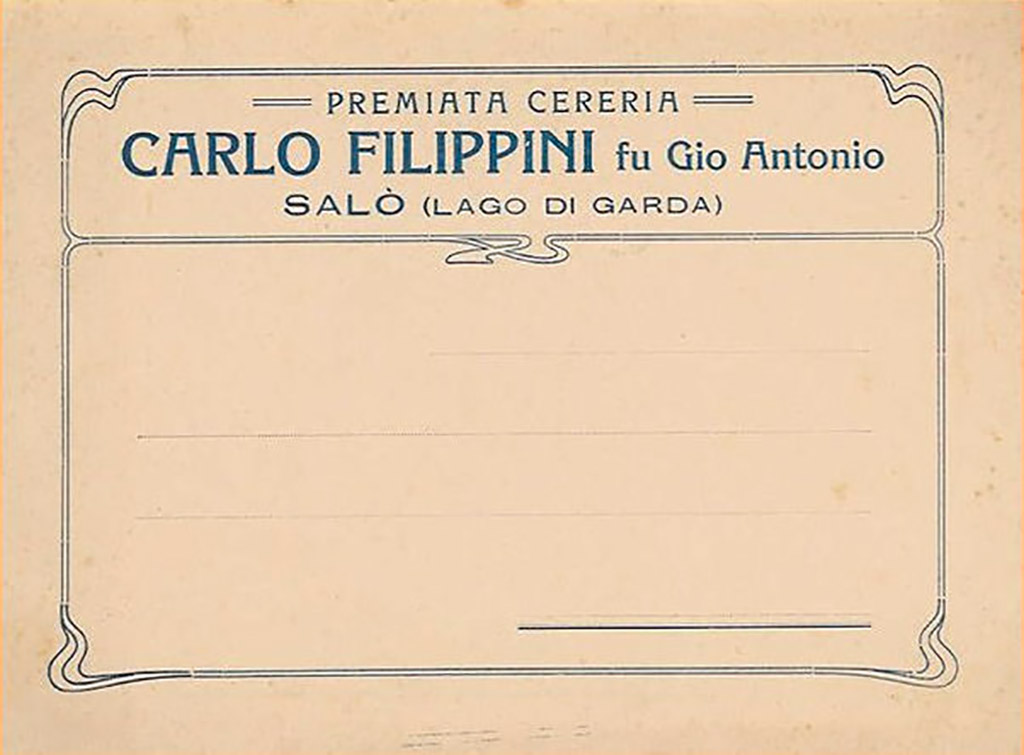 PREMIATA CERERIA
CARLO FILIPPINI fu Gio Antonio
SALÒ (LAGO DI GARDA)